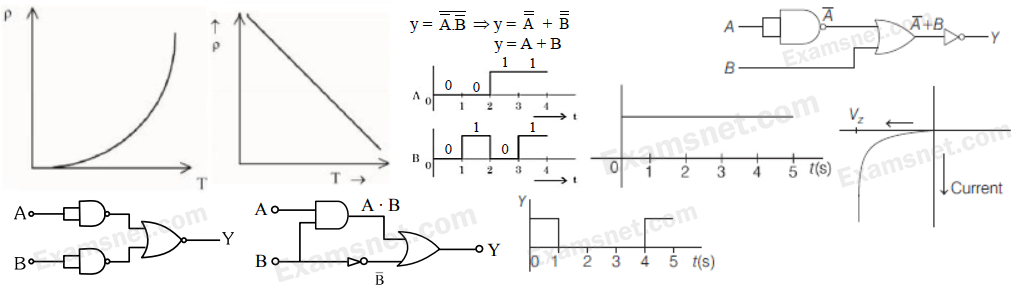 ρ
T
↑
ρ
T →
y = \overline{\overline{A}.\overline{B}} ⇒ y = \overline{\overline{A}} + \overline{\overline{B}}
y = A + B
A 0
0 0 1 1
1 2 3 4
→ t
B 0
0 1 0 1
1 2 3 4
→ t
0 1 2 3 4 5 t(s)
A
\overline{A}
\overline{A}+B
Y
B
V_z
←
↓ Current
A
B
Y
A
A · B
B
\overline{B}
Y
Y
0 1 2 3 4 5 t(s)
Examsnet.com
Examsnet.com
Examsnet.com
Examsnet.com
Examsnet.com
Examsnet.com
Examsnet.com